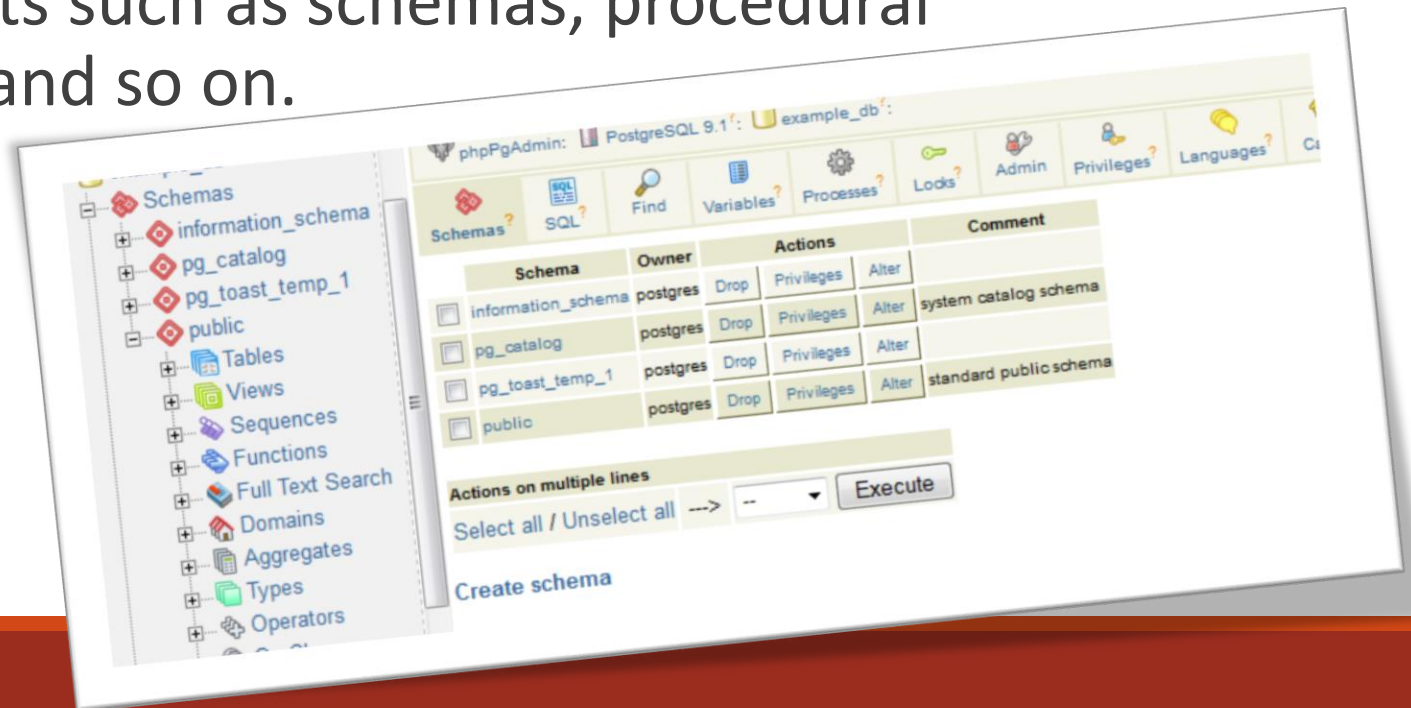 ts such as schemas, procedural
and so on.
Schemas
information_schema
pg_catalog
pg_toast_temp_1
public
Tables
Views
Sequences
Functions
Full Text Search
Domains
Aggregates
Types
Operators
phpPgAdmin: PostgreSQL 9.1?: example_db?:
Schemas? SQL? Find Variables? Processes? Locks? Admin Privileges? Languages? Ca
Schema Owner Actions Comment
information_schema postgres Drop Privileges Alter
pg_catalog postgres Drop Privileges Alter system catalog schema
pg_toast_temp_1 postgres Drop Privileges Alter
public postgres Drop Privileges Alter standard public schema
Actions on multiple lines
Select all / Unselect all ---> -- Execute
Create schema